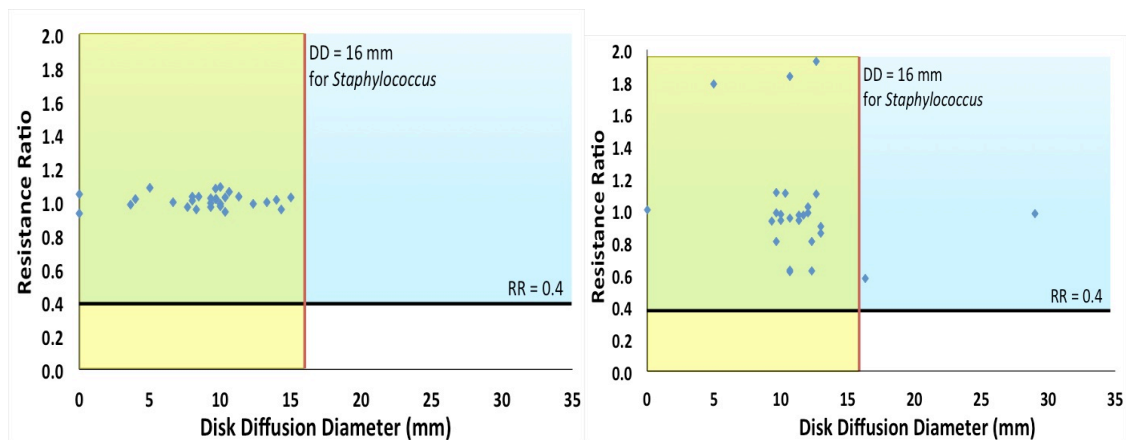 2.0
1.8
1.6
1.4
1.2
1.0
0.8
0.6
0.4
0.2
0.0
Resistance Ratio
DD = 16 mm
for Staphylococcus
RR = 0.4
0 5 10 15 20 25 30 35
Disk Diffusion Diameter (mm)
2.0
1.8
1.6
1.4
1.2
1.0
0.8
0.6
0.4
0.2
0.0
Resistance Ratio
DD = 16 mm
for Staphylococcus
RR = 0.4
0 5 10 15 20 25 30 35
Disk Diffusion Diameter (mm)